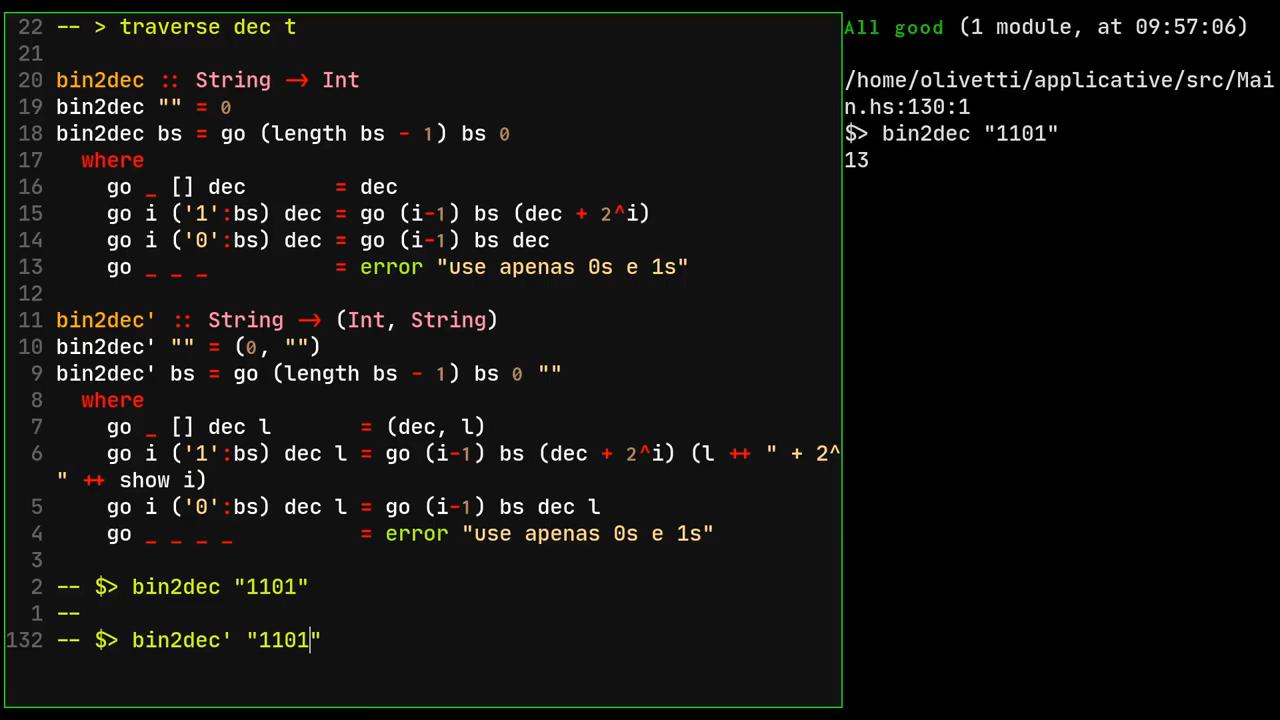 22 -- > traverse dec t
21
20 bin2dec :: String -> Int
19 bin2dec "" = 0
18 bin2dec bs = go (length bs - 1) bs 0
17   where
16     go _ [] dec       = dec
15     go i ('1':bs) dec = go (i-1) bs (dec + 2^i)
14     go i ('0':bs) dec = go (i-1) bs dec
13     go _ _ _          = error "use apenas 0s e 1s"
12
11 bin2dec' :: String -> (Int, String)
10 bin2dec' "" = (0, "")
9 bin2dec' bs = go (length bs - 1) bs 0 ""
8   where
7     go _ [] dec l       = (dec, l)
6     go i ('1':bs) dec l = go (i-1) bs (dec + 2^i) (l ++ " + 2^
" ++ show i)
5     go i ('0':bs) dec l = go (i-1) bs dec l
4     go _ _ _ _          = error "use apenas 0s e 1s"
3
2 -- $> bin2dec "1101"
1 --
132 -- $> bin2dec' "1101"
All good (1 module, at 09:57:06)
/home/olivetti/applicative/src/Mai
n.hs:130:1
$> bin2dec "1101"
13